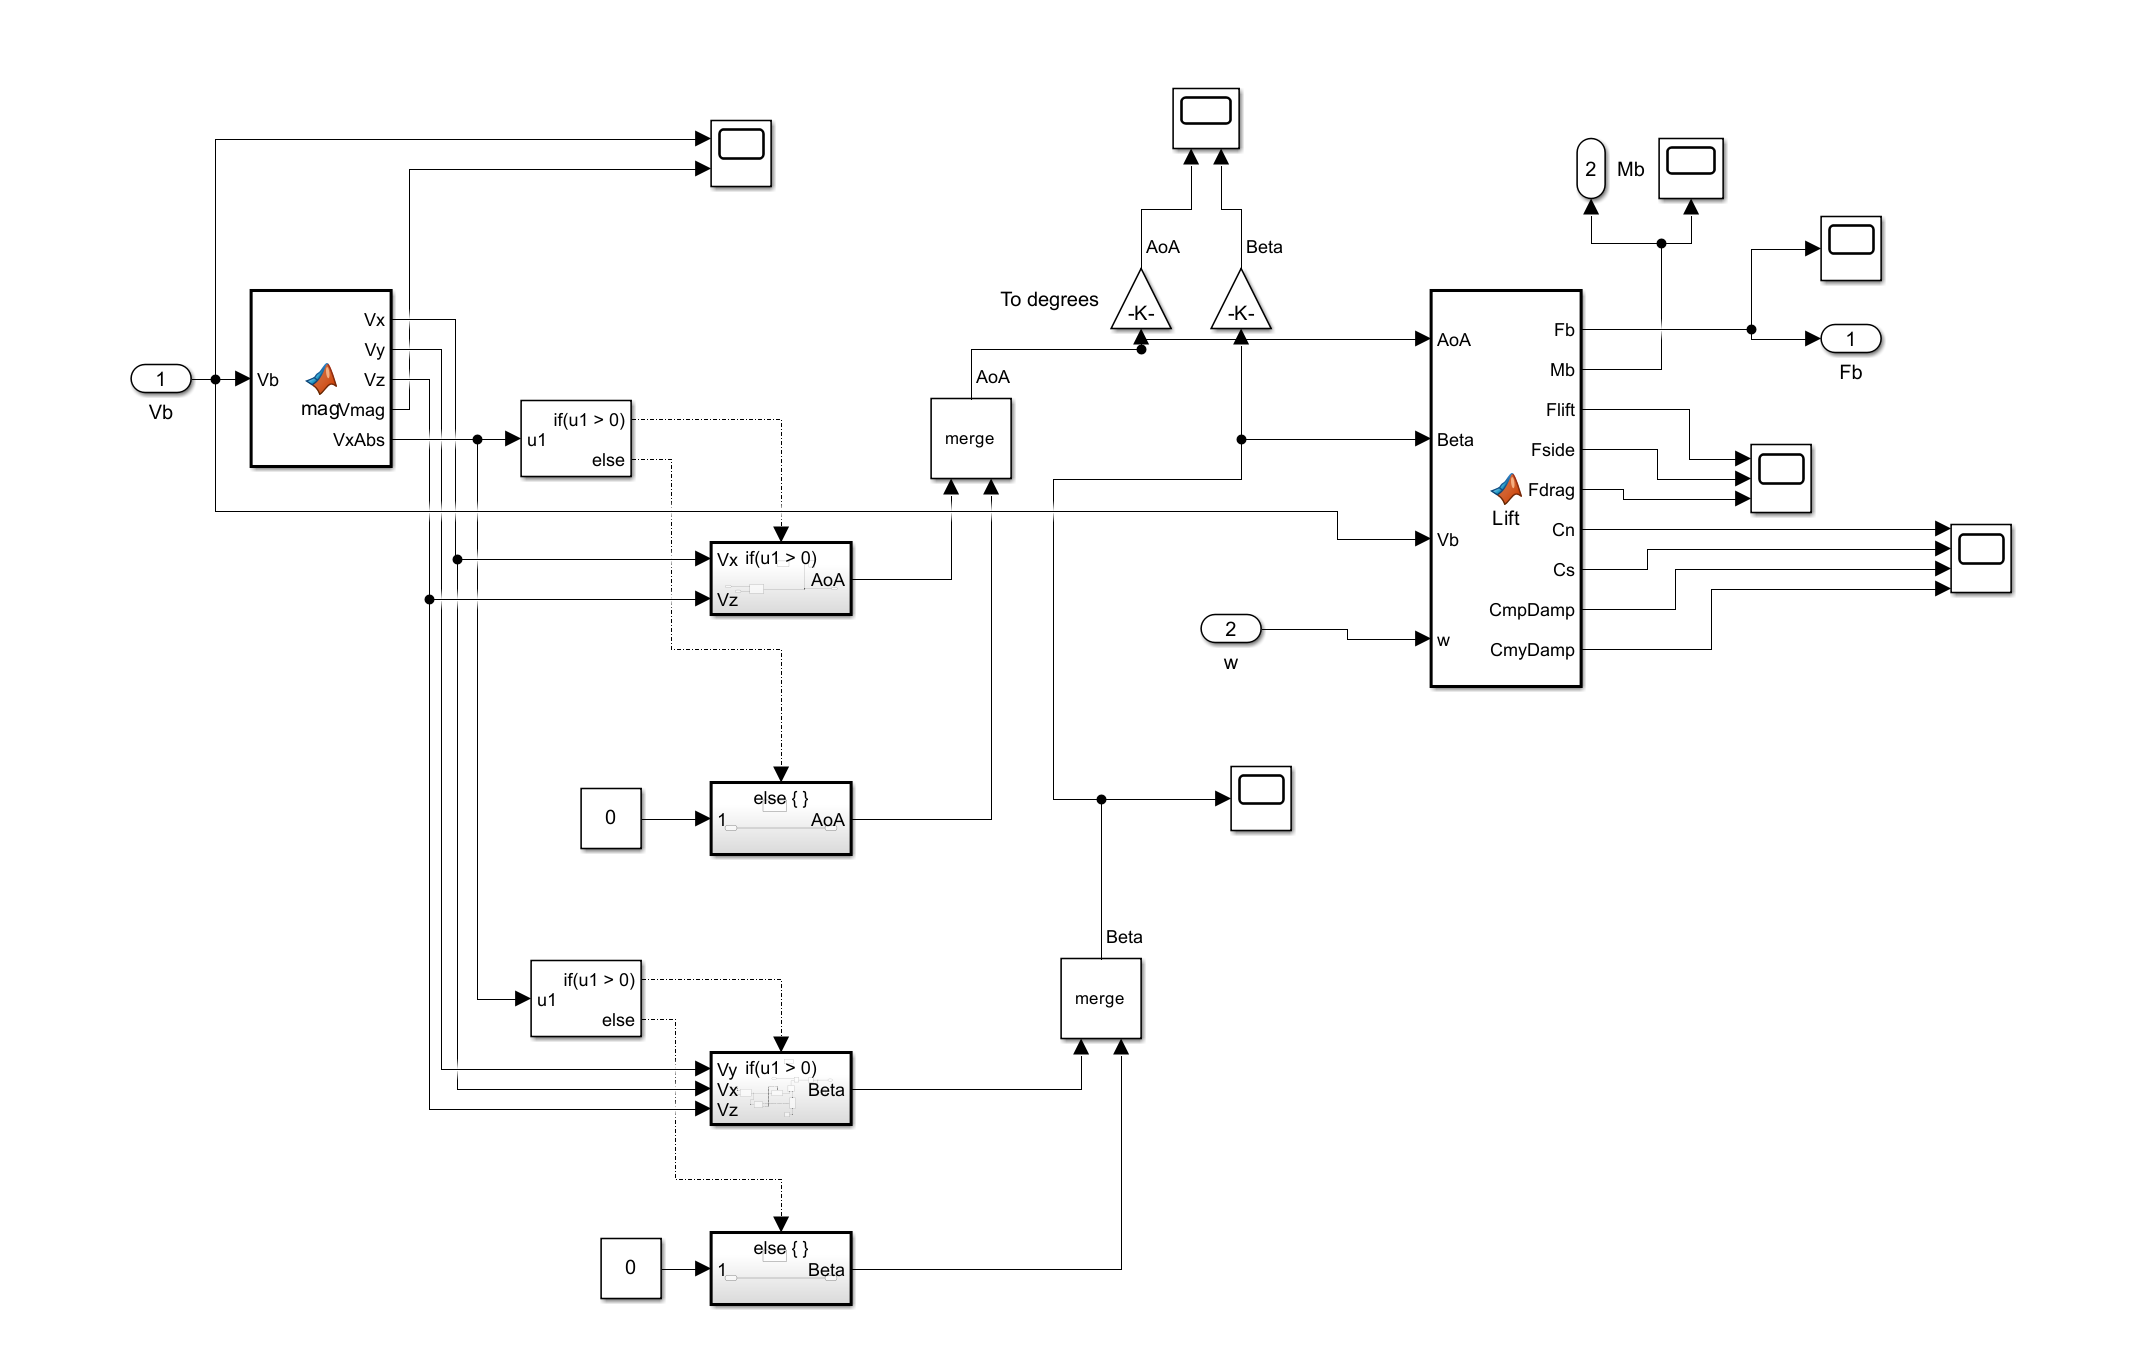 AoA
Beta
To degrees
-K-
-K-
2
Mb
1
Vb
Vb
mag
Vx
Vy
Vz
Vmag
VxAbs
u1
if(u1 > 0)
else
AoA
merge
Vx
Vz
if(u1 > 0)
AoA
0
1
else { }
AoA
u1
if(u1 > 0)
else
Vy
Vx
Vz
if(u1 > 0)
Beta
0
1
else { }
Beta
Beta
merge
2
w
AoA
Beta
Vb
w
Lift
Fb
Mb
Flift
Fside
Fdrag
Cn
Cs
CmpDamp
CmyDamp
1
Fb